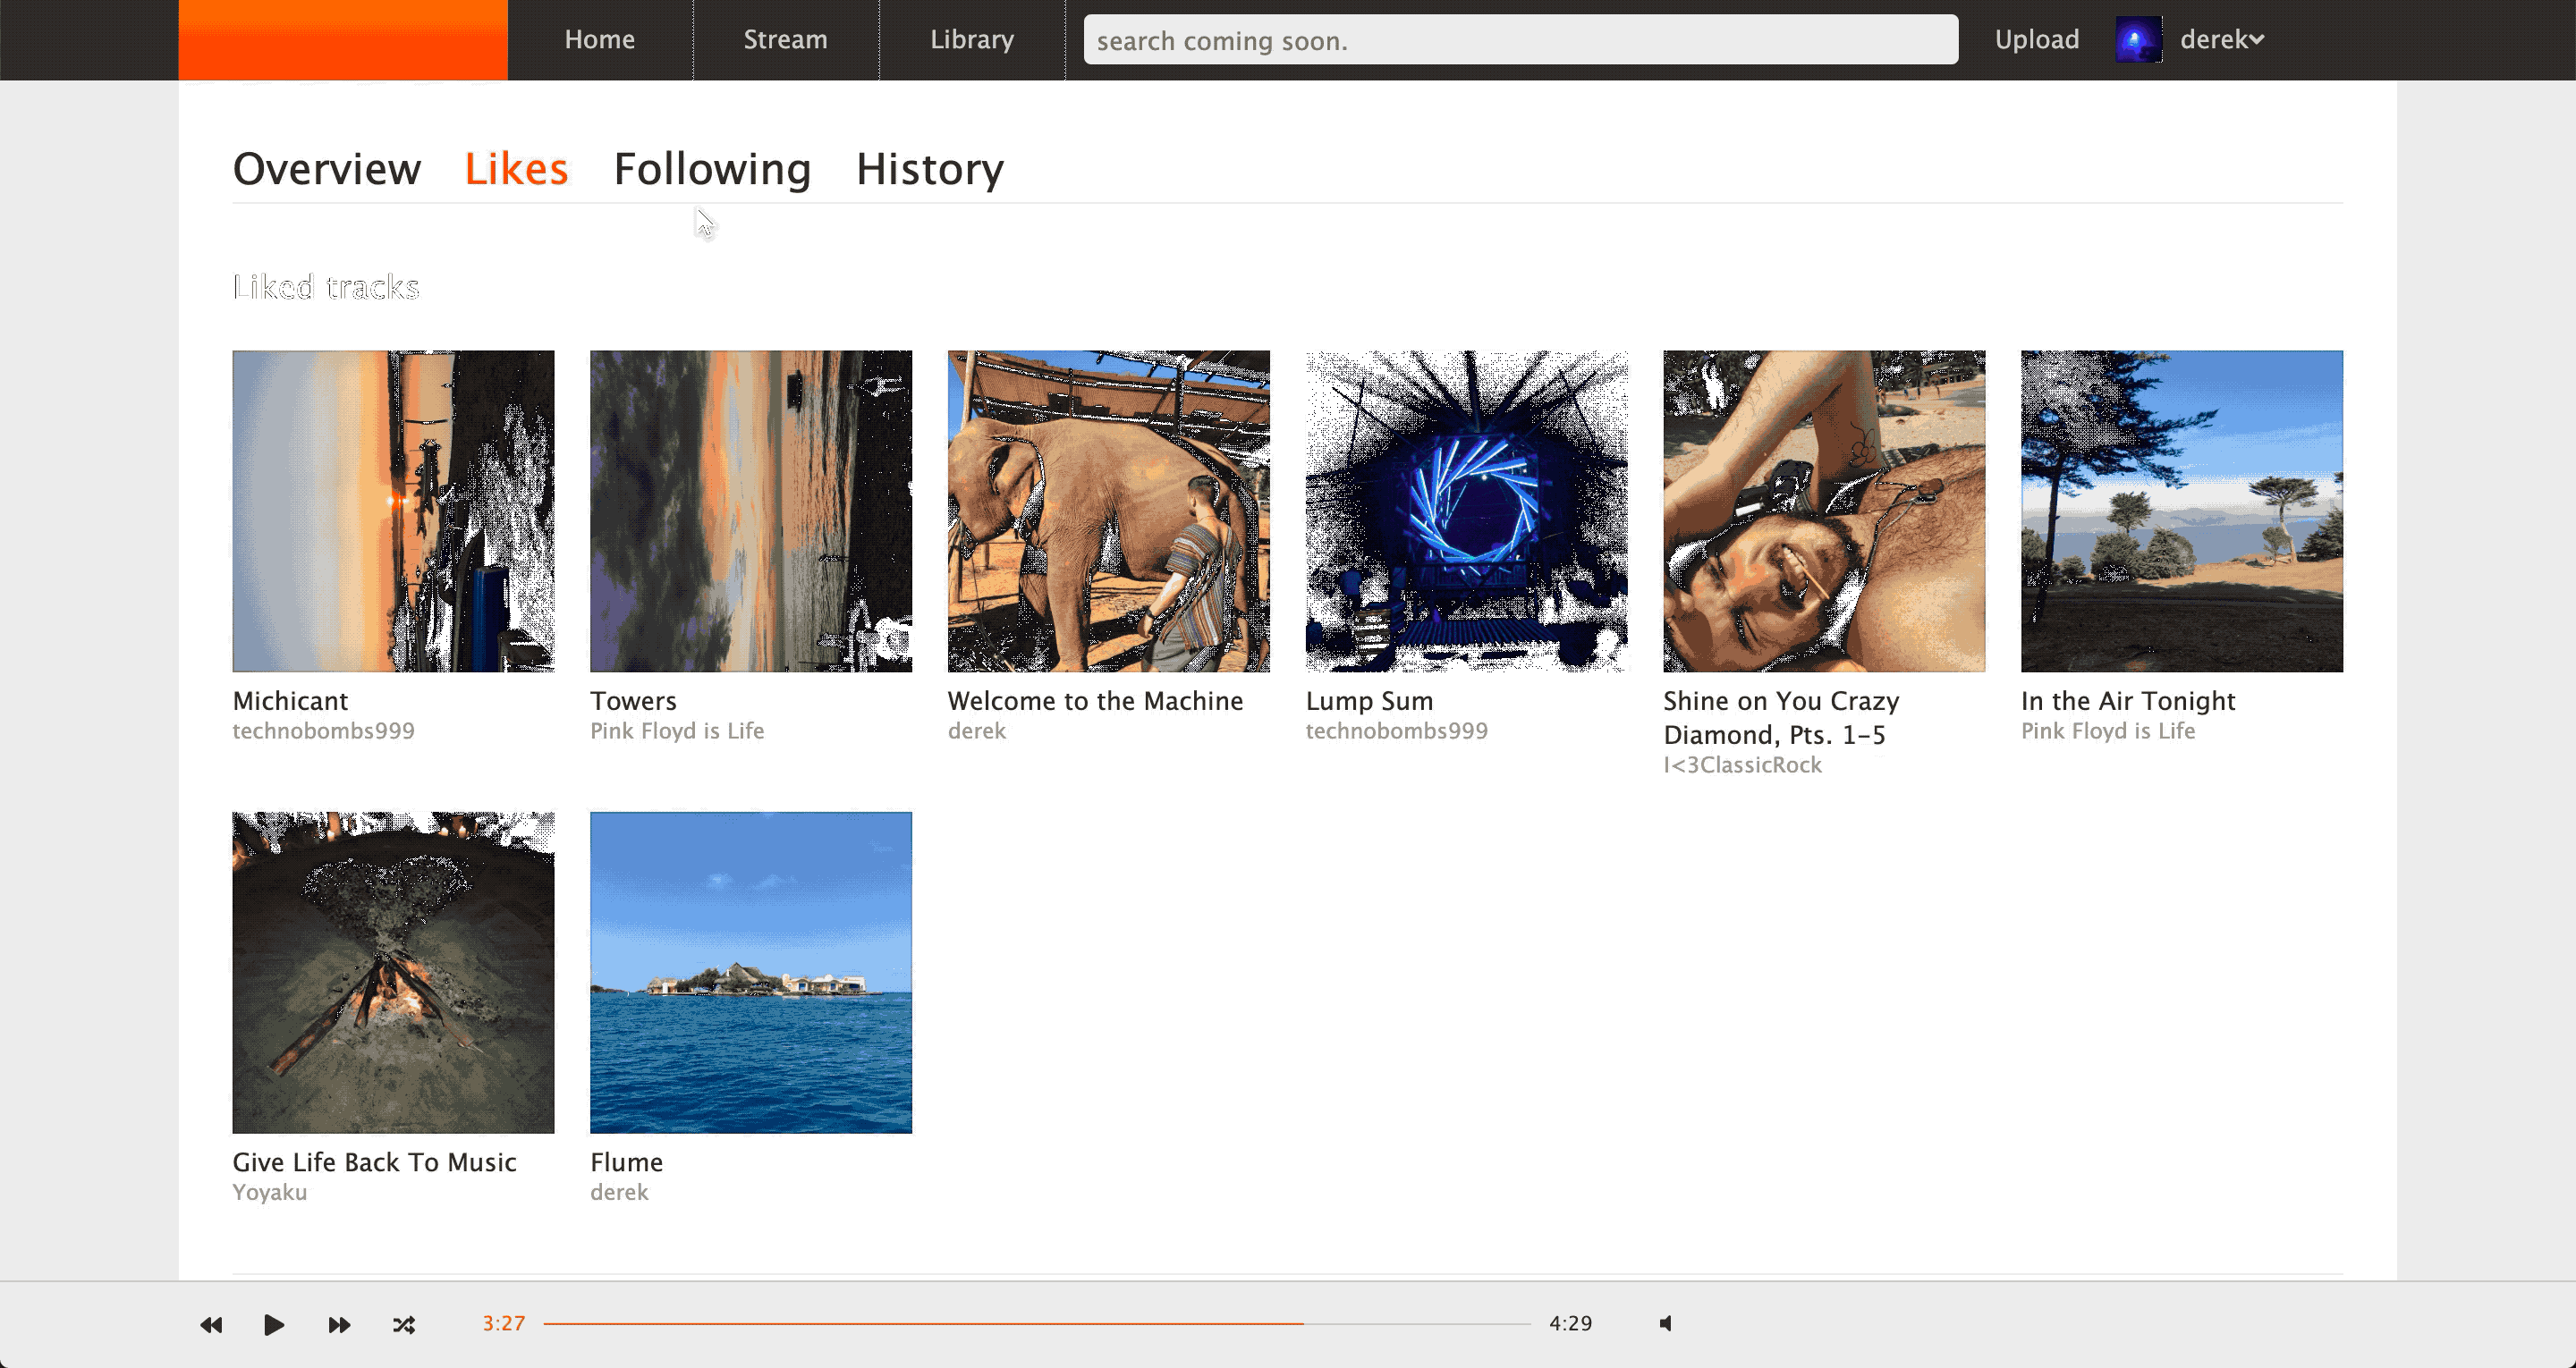 Home Stream Library search coming soon. Upload derek
Overview Likes Following History
Liked tracks
Michicant
technobombs999
Towers
Pink Floyd is Life
Welcome to the Machine
derek
Lump Sum
technobombs999
Shine on You Crazy
Diamond, Pts. 1-5
I<3ClassicRock
In the Air Tonight
Pink Floyd is Life
Give Life Back To Music
Yoyaku
Flume
derek
3:27 4:29